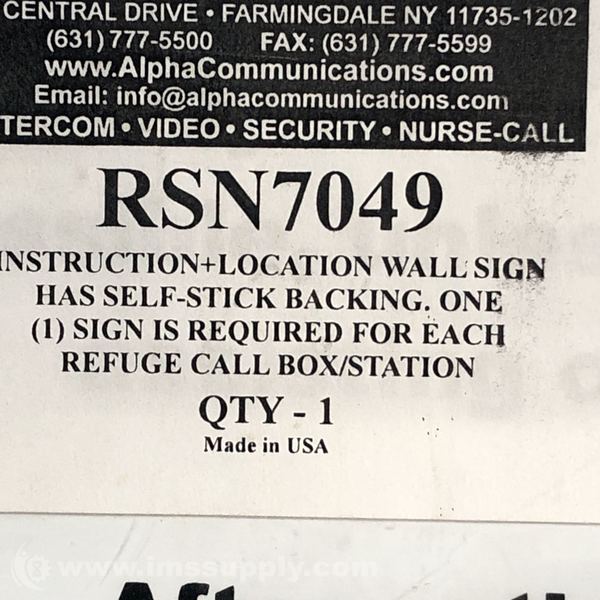 CENTRAL DRIVE • FARMINGDALE NY 11735-1202
(631) 777-5500 FAX: (631) 777-5599
www.AlphaCommunications.com
Email: info@alphacommunications.com
TERCOM • VIDEO • SECURITY • NURSE-CALL
RSN7049
INSTRUCTION+LOCATION WALL SIGN
HAS SELF-STICK BACKING. ONE
(1) SIGN IS REQUIRED FOR EACH
REFUGE CALL BOX/STATION
QTY - 1
Made in USA
www.imssupply.com